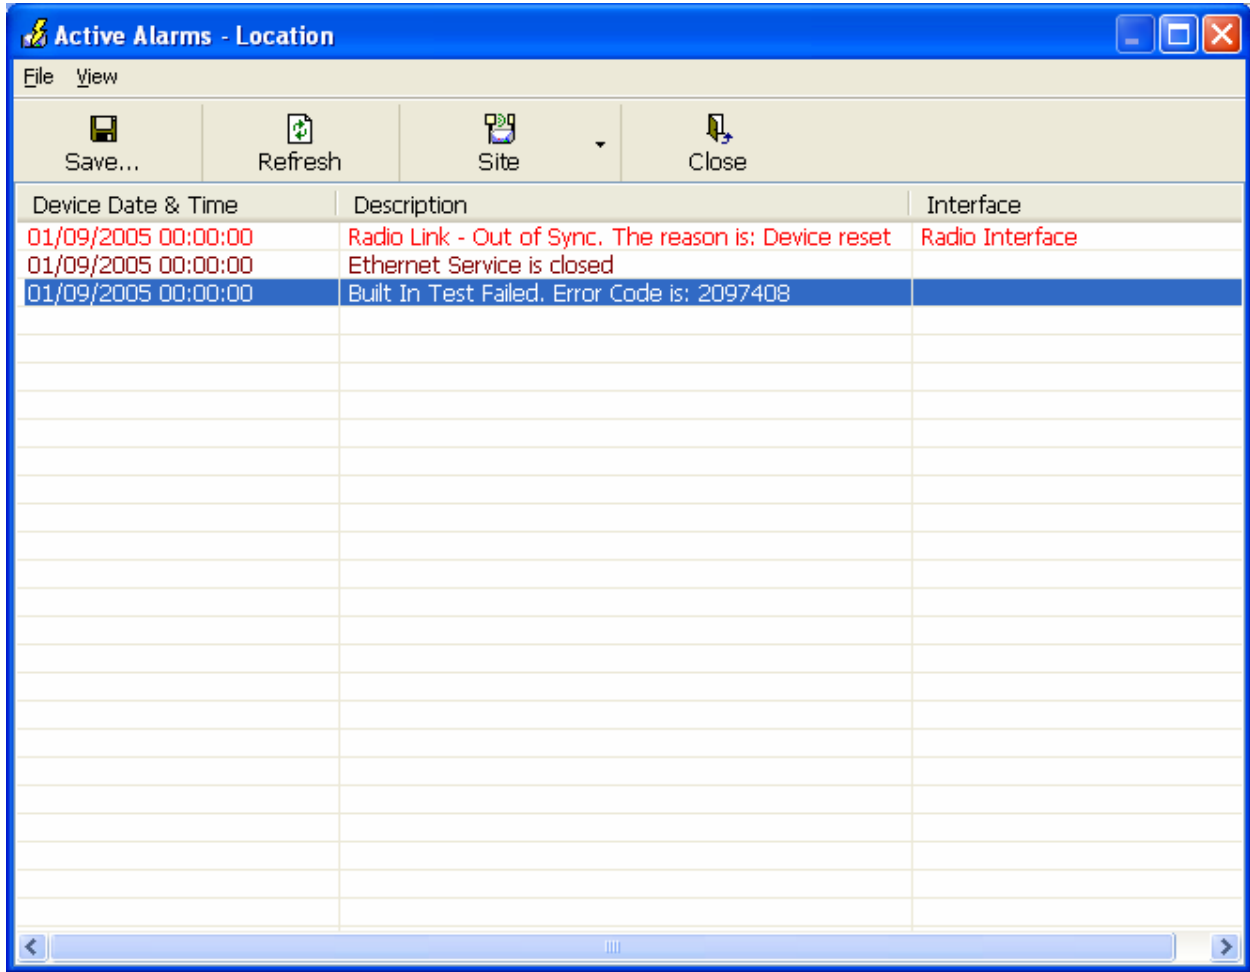 Active Alarms - Location
File View
Save... Refresh Site Close
Device Date & Time Description Interface
01/09/2005 00:00:00 Radio Link - Out of Sync. The reason is: Device reset Radio Interface
01/09/2005 00:00:00 Ethernet Service is closed
01/09/2005 00:00:00 Built In Test Failed. Error Code is: 2097408